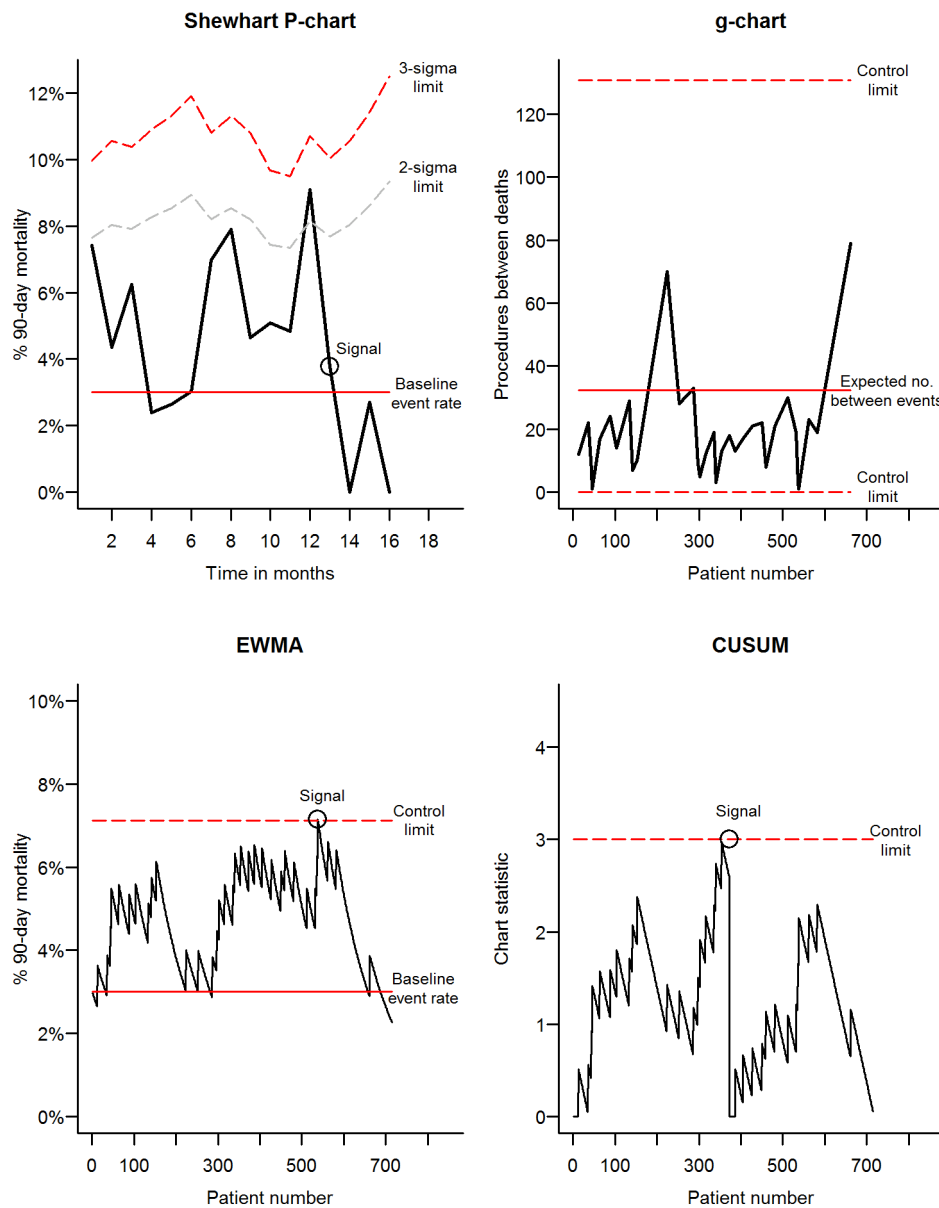 Shewhart P-chart
% 90-day mortality
12%
10%
8%
6%
4%
2%
0%
3-sigma
limit
2-sigma
limit
Signal
Baseline
event rate
2 4 6 8 10 12 14 16 18
Time in months
g-chart
Procedures between deaths
120
100
80
60
40
20
0
Control
limit
Expected no.
between events
Control
limit
0 100 300 500 700
Patient number
EWMA
% 90-day mortality
10%
8%
6%
4%
2%
0%
Signal
Control
limit
Baseline
event rate
0 100 300 500 700
Patient number
CUSUM
Chart statistic
4
3
2
1
0
Signal
Control
limit
0 100 300 500 700
Patient number